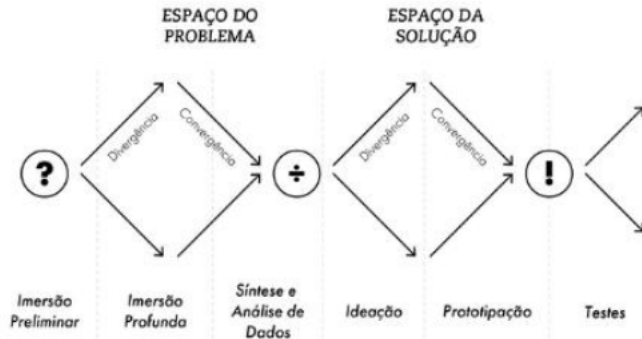 ESPAÇO DO
PROBLEMA
ESPAÇO DA
SOLUÇÃO
Divergência
Convergência
Divergência
Convergência
?
÷
!
Imersão
Preliminar
Imersão
Profunda
Síntese e
Análise de
Dados
Ideação
Prototipação
Testes